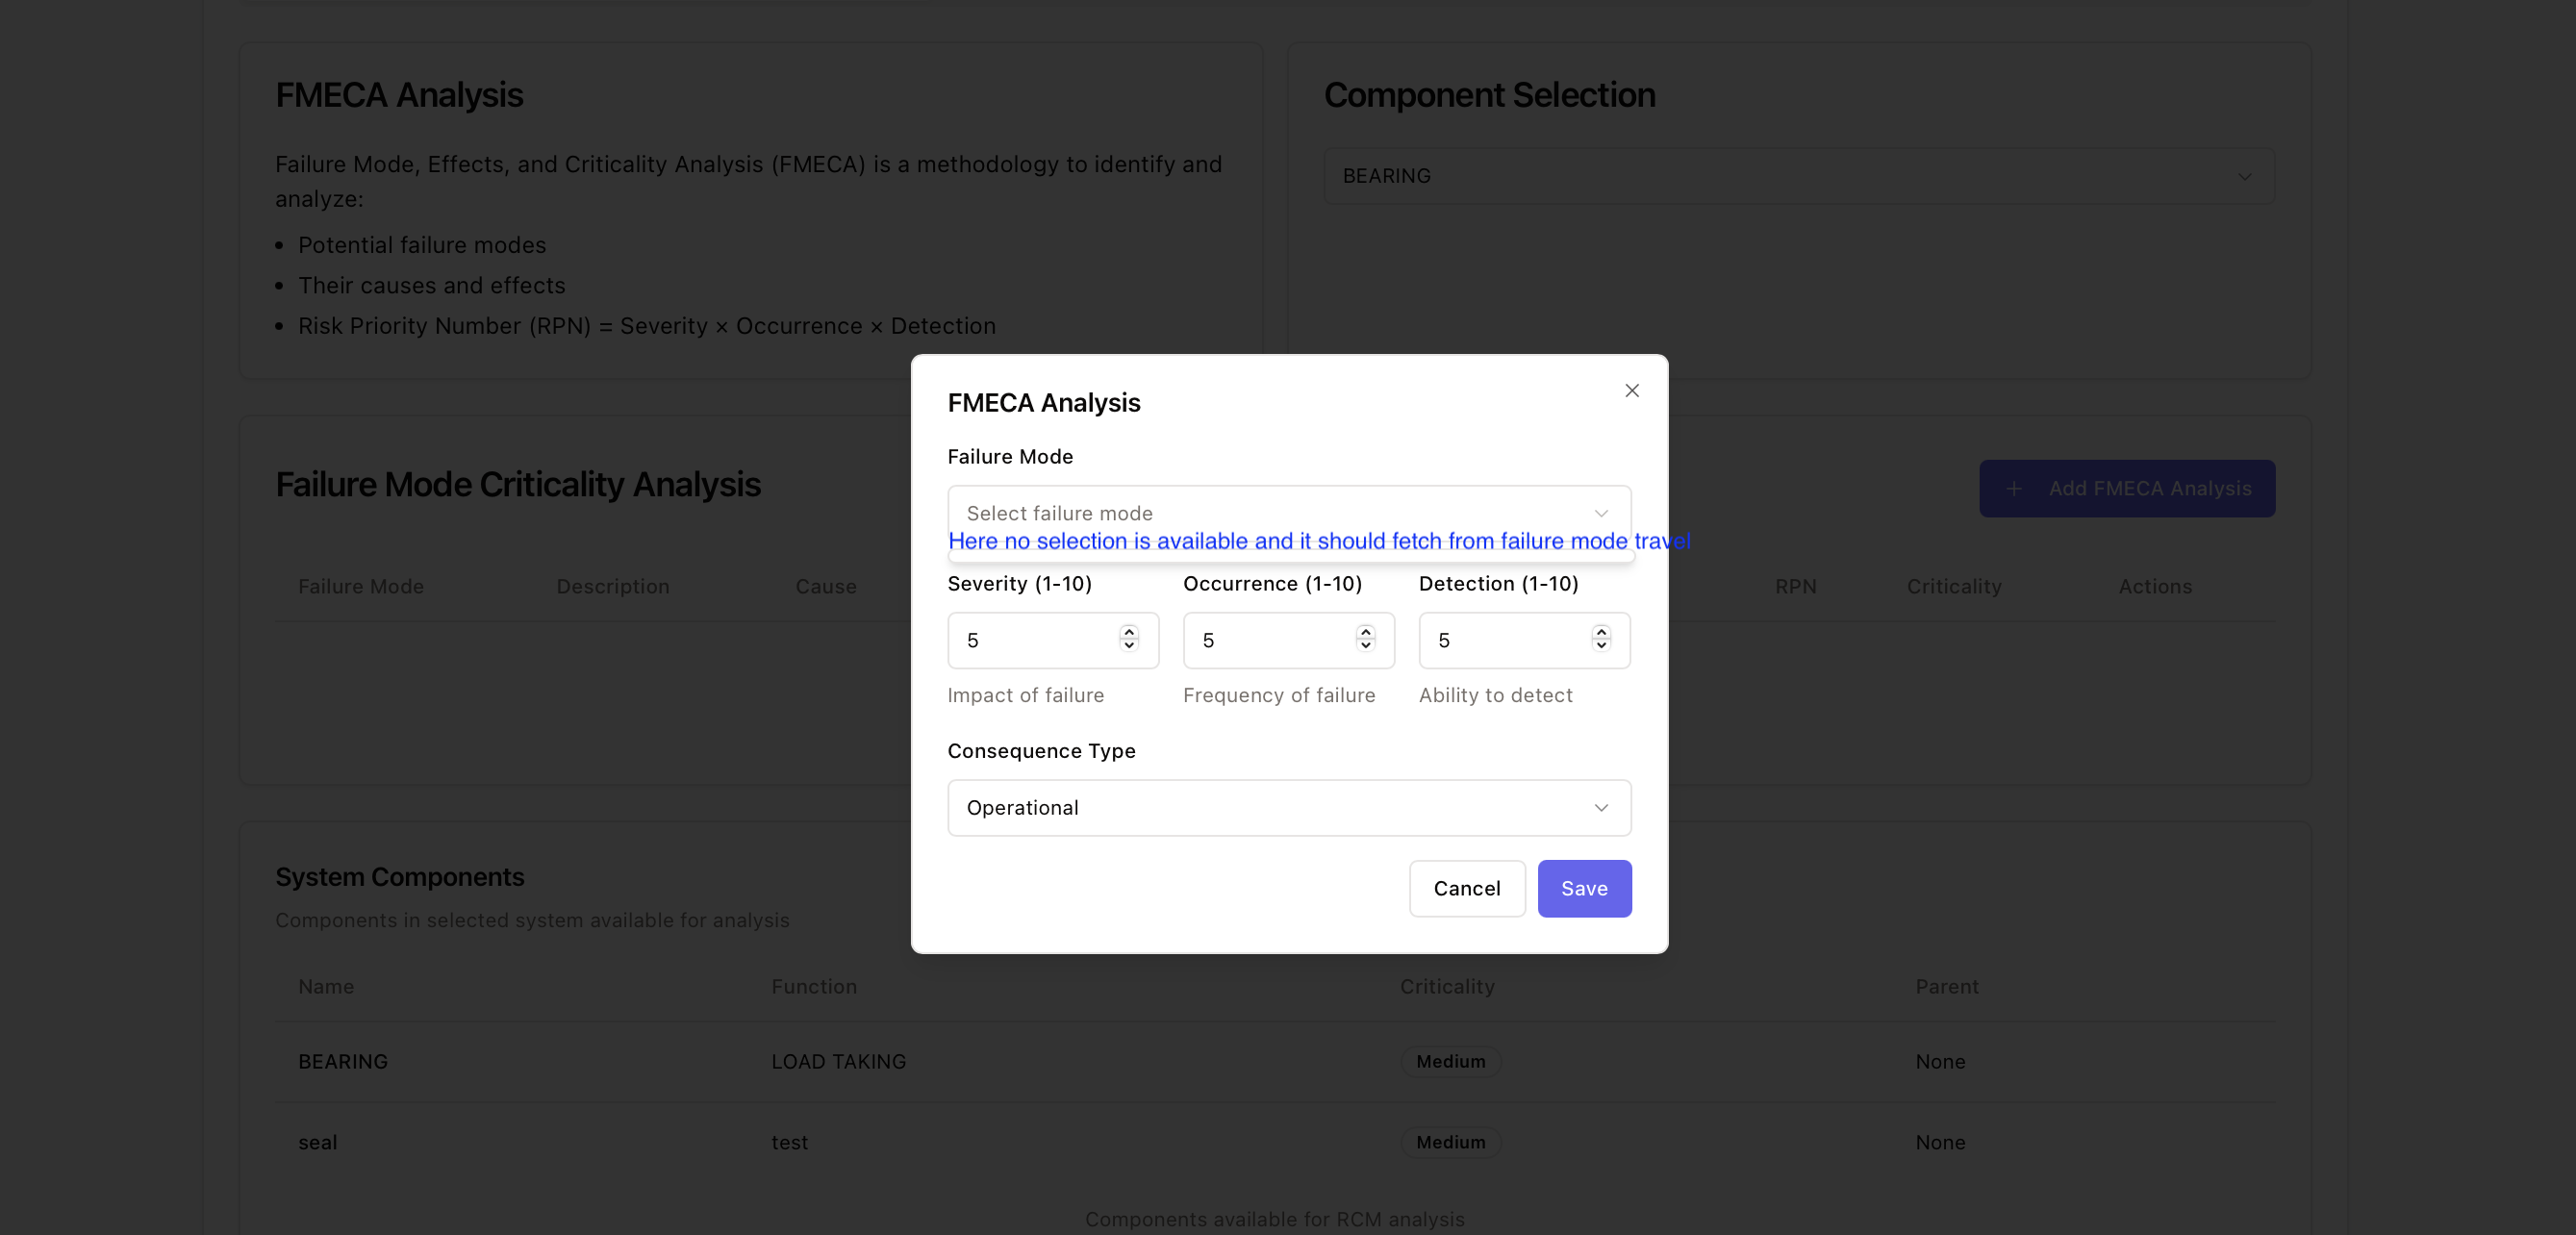 FMECA Analysis
Component Selection
Failure Mode, Effects, and Criticality Analysis (FMECA) is a methodology to identify and
analyze:
BEARING
• Potential failure modes
• Their causes and effects
• Risk Priority Number (RPN) = Severity × Occurrence × Detection
FMECA Analysis
Failure Mode
Select failure mode
Here no selection is available and it should fetch from failure mode travel
Severity (1-10) Occurrence (1-10) Detection (1-10)
5 5 5
Impact of failure Frequency of failure Ability to detect
Consequence Type
Operational
Cancel Save
Failure Mode Criticality Analysis
+ Add FMECA Analysis
Failure Mode Description Cause RPN Criticality Actions
System Components
Components in selected system available for analysis
Name Function Criticality Parent
BEARING LOAD TAKING Medium None
seal test Medium None
Components available for RCM analysis